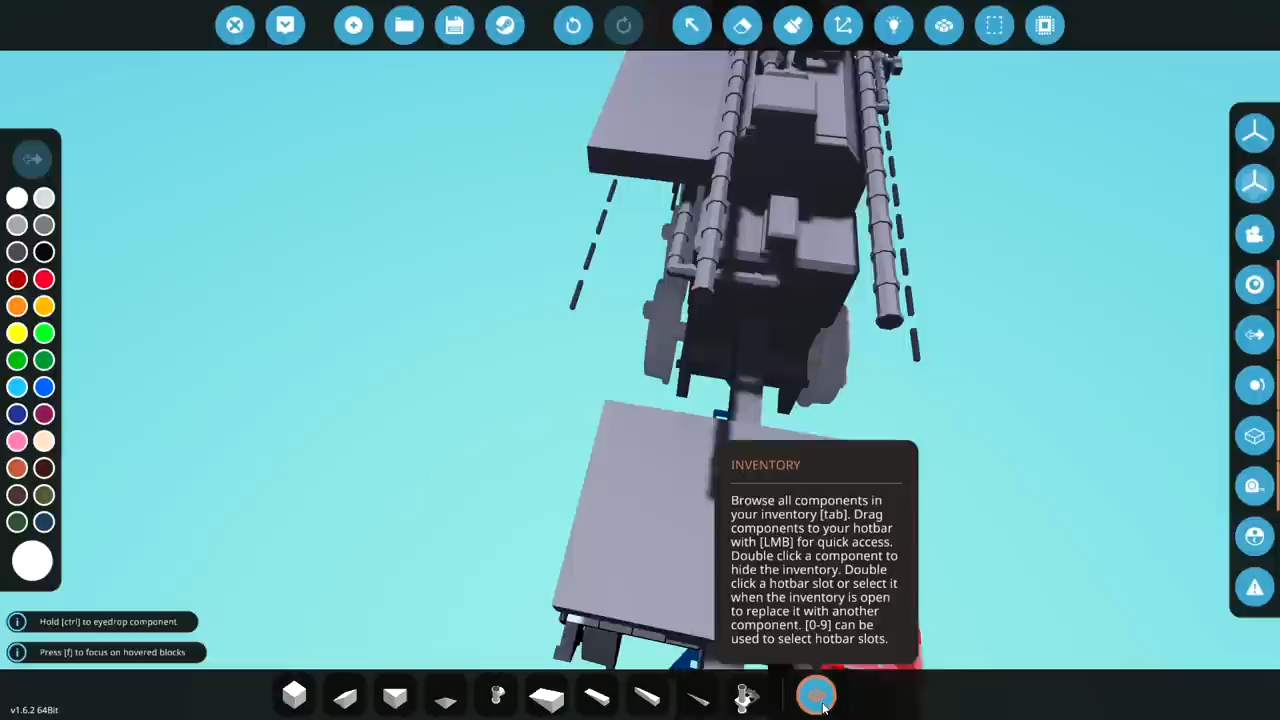 INVENTORY
Browse all components in
your inventory [tab]. Drag
components to your hotbar
with [LMB] for quick access.
Double click a component to
hide the inventory. Double
click a hotbar slot or select it
when the inventory is open
to replace it with another
component. [0-9] can be
used to select hotbar slots.
Hold [ctrl] to eyedrop component
Press [f] to focus on hovered blocks
v1.6.2 64Bit